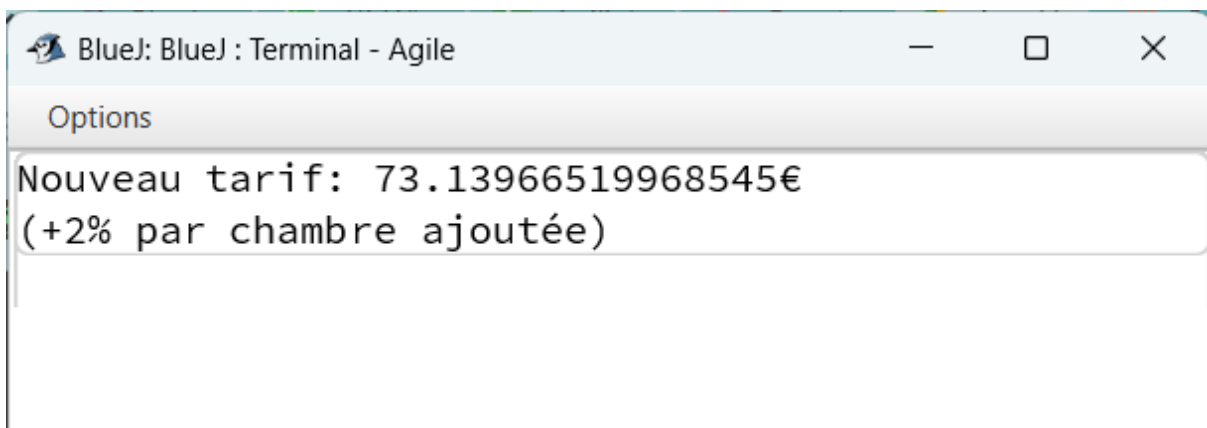 BlueJ: BlueJ : Terminal - Agile
Options
Nouveau tarif: 73.13966519968545€
(+2% par chambre ajoutée)